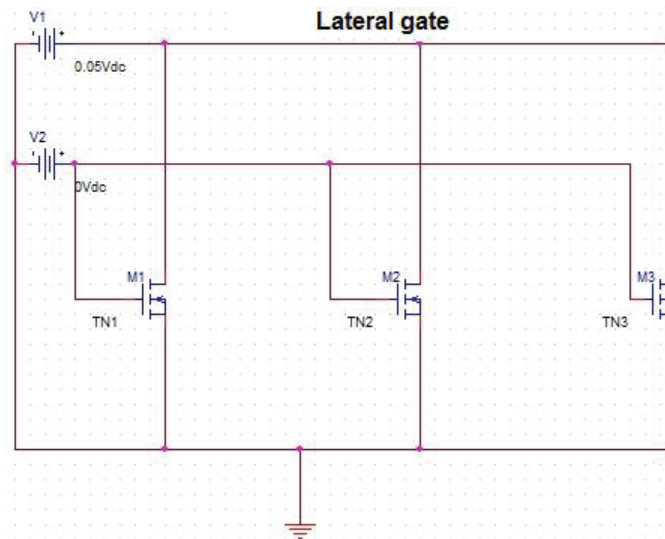 Lateral gate
V1
0.05Vdc
V2
0Vdc
M1
M2
M3
TN1
TN2
TN3